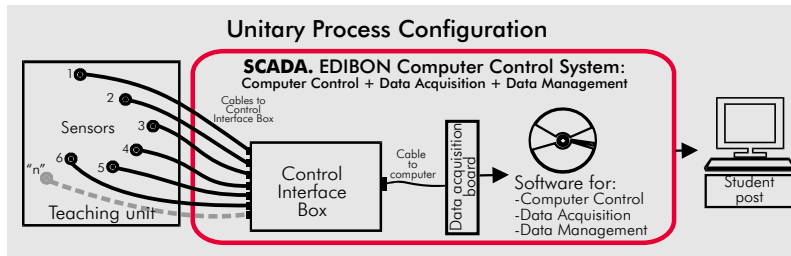 Unitary Process Configuration
SCADA. EDIBON Computer Control System:
Computer Control + Data Acquisition + Data Management
1
2
3
4
5
6
"n"
Sensors
Teaching unit
Cables to
Control
Interface Box
Control
Interface
Box
Cable
to
computer
Data acquisition
board
Software for:
-Computer Control
-Data Acquisition
-Data Management
Student
post